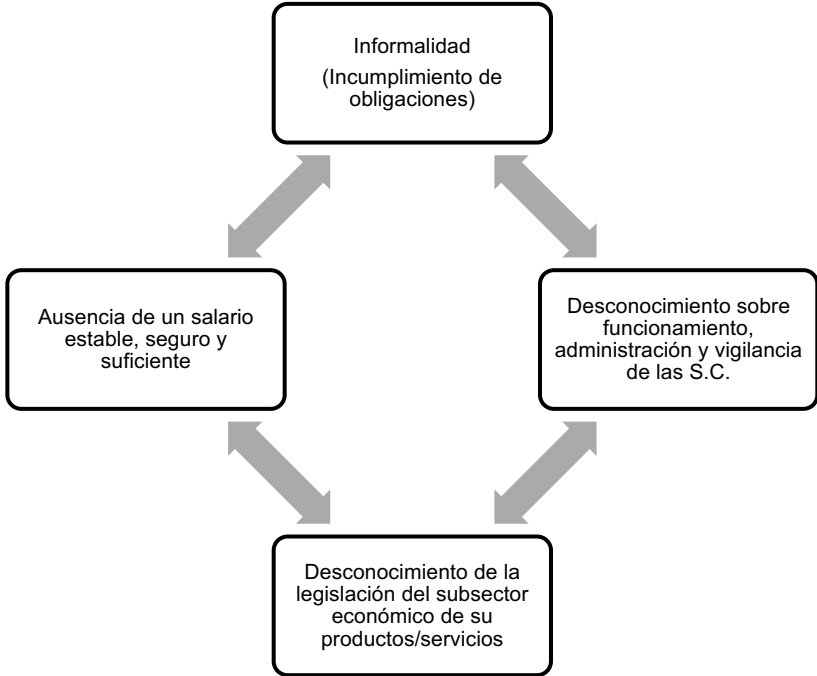 Informalidad
(Incumplimiento de
obligaciones)
Ausencia de un salario
estable, seguro y
suficiente
Desconocimiento sobre
funcionamiento,
administración y vigilancia
de las S.C.
Desconocimiento de la
legislación del subsector
económico de su
productos/servicios